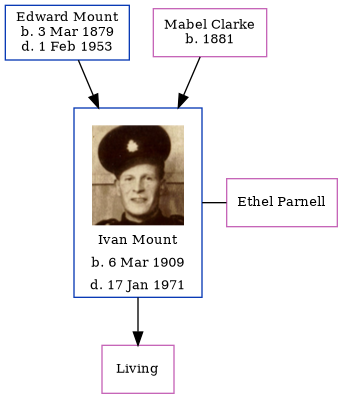 Edward Mount
b. 3 Mar 1879
d. 1 Feb 1953
Mabel Clarke
b. 1881
Ivan Mount
b. 6 Mar 1909
d. 17 Jan 1971
Ethel Parnell
Living